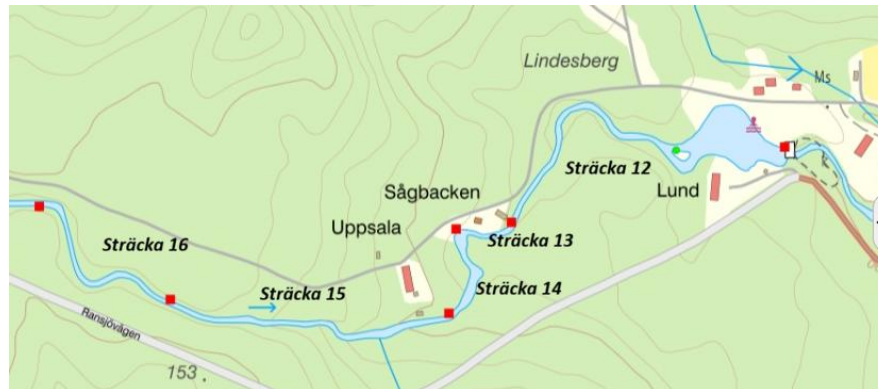 Lindesberg
Ms
Sträcka 12
Sågbacken
Lund
Uppsala
Sträcka 13
Sträcka 16
Sträcka 15
Sträcka 14
Ransjövägen
153